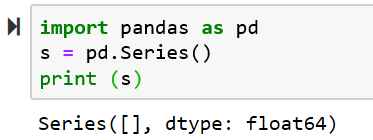 import pandas as pd
s = pd.Series()
print (s)
Series([], dtype: float64)